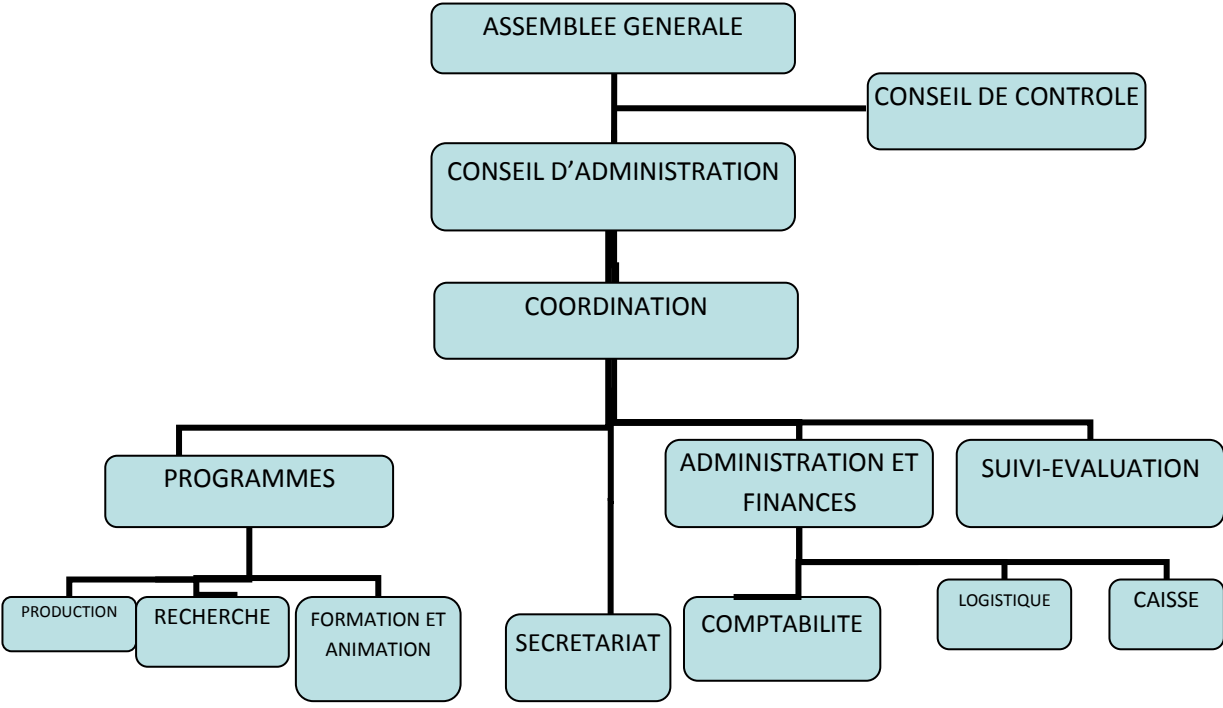 ASSEMBLEE GENERALE
CONSEIL DE CONTROLE
CONSEIL D’ADMINISTRATION
COORDINATION
PROGRAMMES
ADMINISTRATION ET
FINANCES
SUIVI-EVALUATION
PRODUCTION
RECHERCHE
FORMATION ET
ANIMATION
SECRETARIAT
COMPTABILITE
LOGISTIQUE
CAISSE